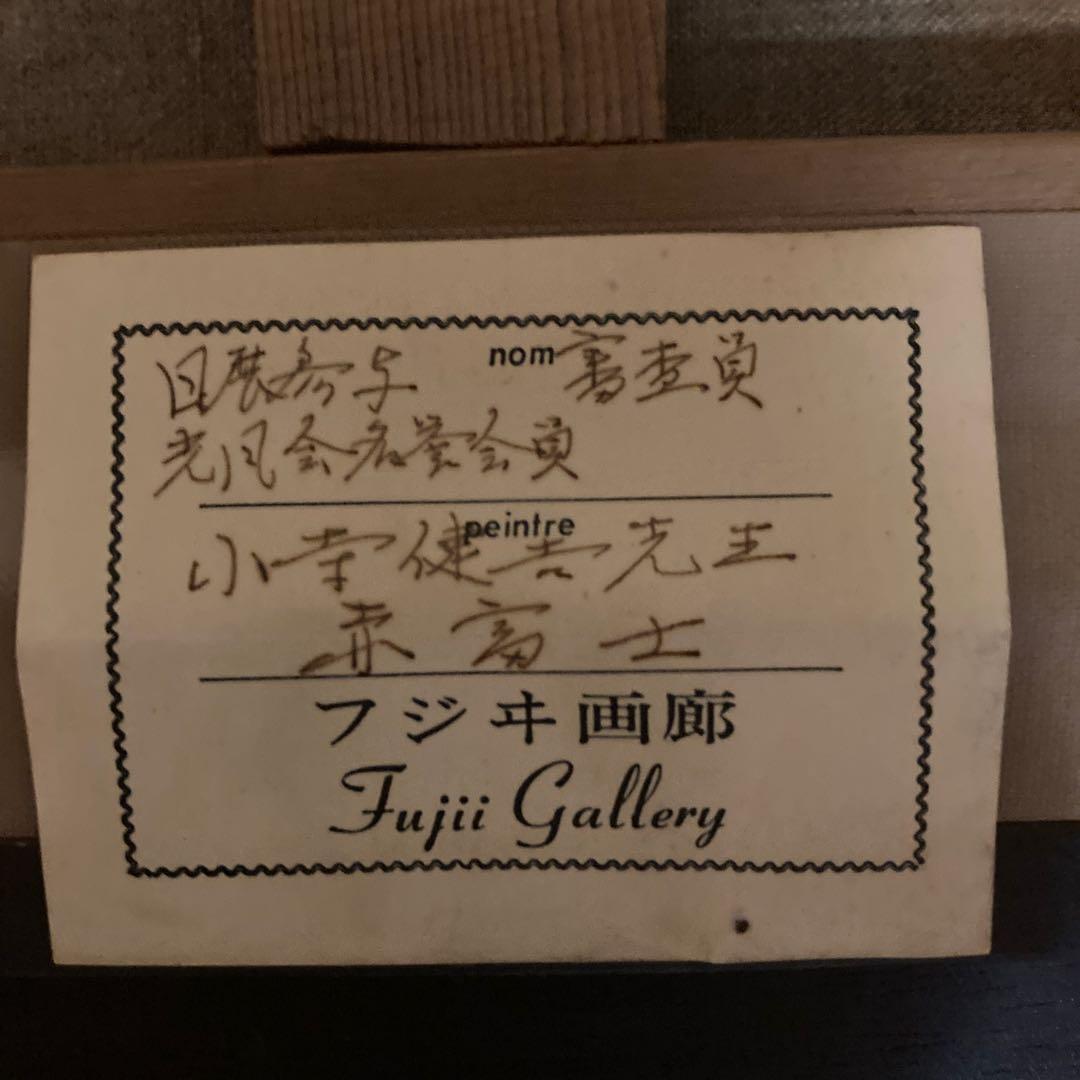 nom
日展参与 審査員
光风会名誉会員
peintre
小寺健吉先生
赤富士
フジヰ画廊
Fujii Gallery